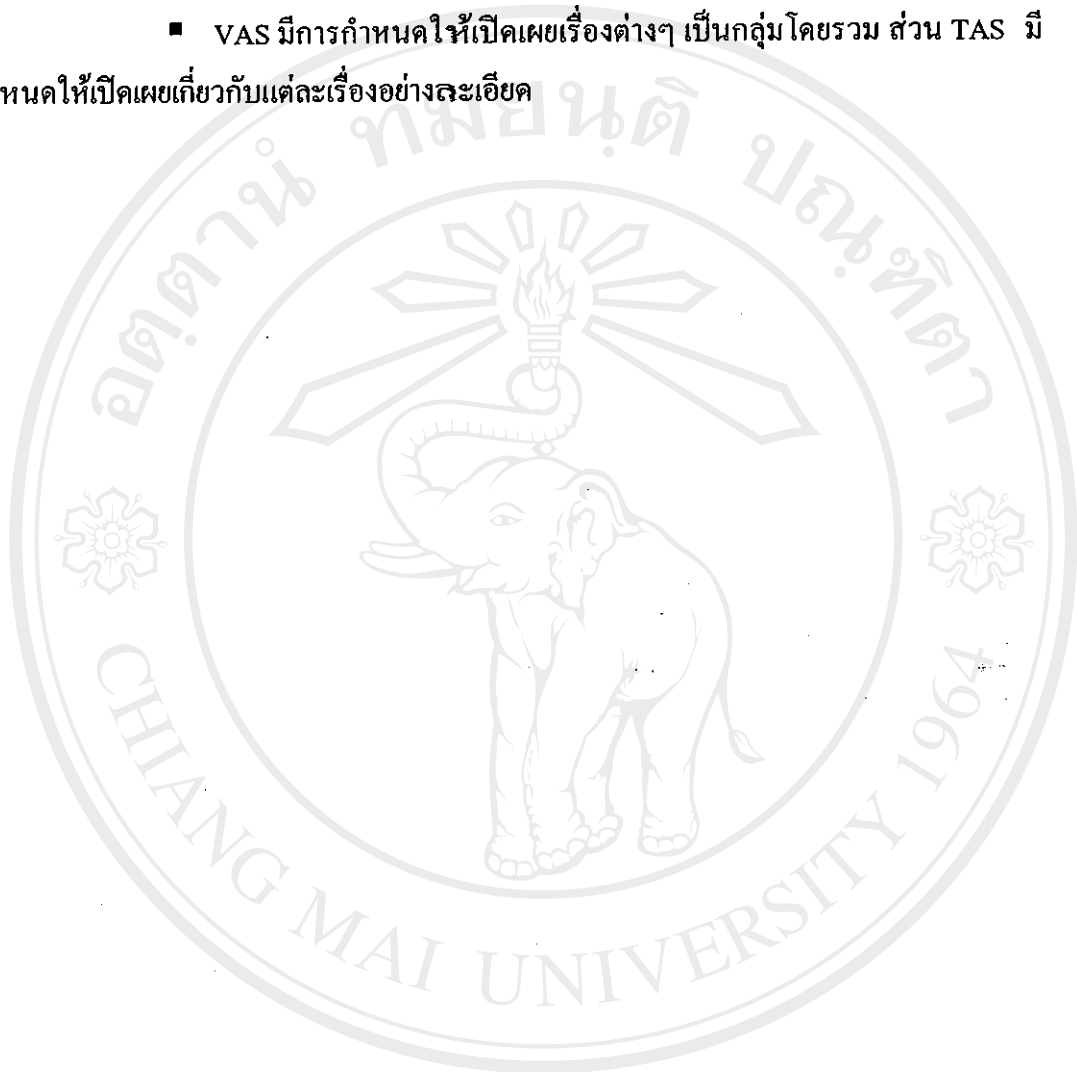 ▪ VAS มีการกำหนดให้เปิดเผยเรื่องต่างๆ เป็นกลุ่มโดยรวม ส่วน TAS มี
หนดให้เปิดเผยเกี่ยวกับแต่ละเรื่องอย่างละเอียด
อตฺตานํ ทมยนฺติ ปณฺฑิตา
CHIANG MAI UNIVERSITY 1964